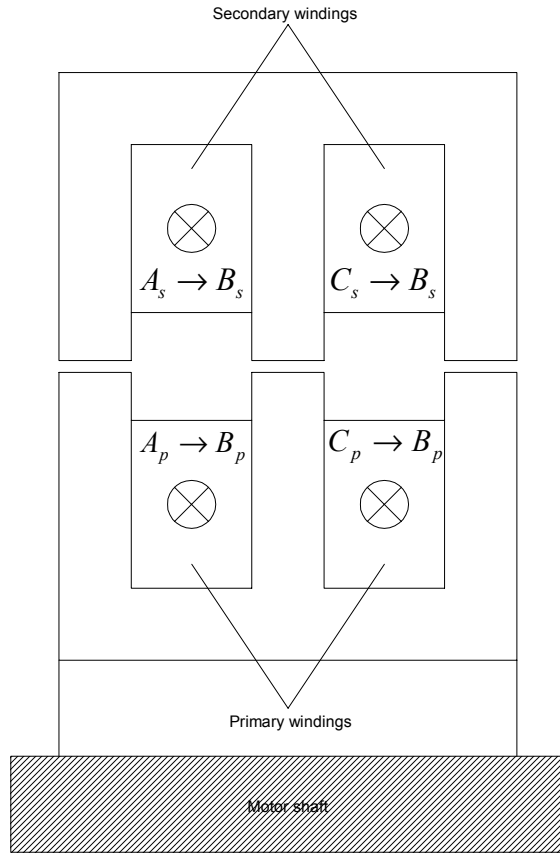 Secondary windings
A_s → B_s
C_s → B_s
A_p → B_p
C_p → B_p
Primary windings
Motor shaft